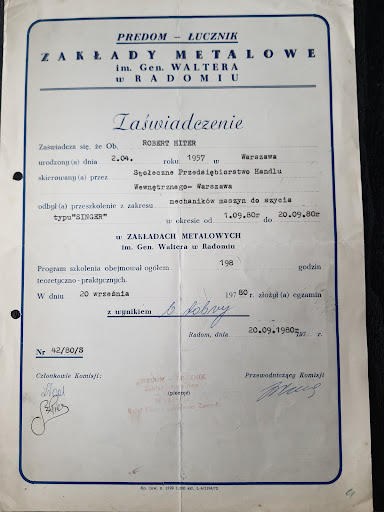 PREDOM – ŁUCZNIK
ZAKŁADY METALOWE
im. Gen. WALTERA
w RADOMIU
Zaświadczenie
Zaświadcza się, że Ob. ROBERT HITER
urodzony(a) dnia 2.04. roku 1957 w Warszawa
skierowany(a) przez Społeczne Przedsiębiorstwo Handlu
Wewnętrznego- Warszawa
odbył(a) przeszkolenie z zakresu mechaników maszyn do szycia
typu"SINGER" w okresie od 1.09.80r do 20.09.80r
w ZAKŁADACH METALOWYCH
im. Gen. Waltera w Radomiu
Program szkolenia obejmował ogółem 198 godzin
teoretyczno-praktycznych.
W dniu 20 września 197 80 r. złożył(a) egzamin
z wynikiem b dobry
Radom, dnia 20.09.1980r 197 r.
Nr 42/80/S
Członkowie Komisji: Przewodniczący Komisji
(pieczęć)